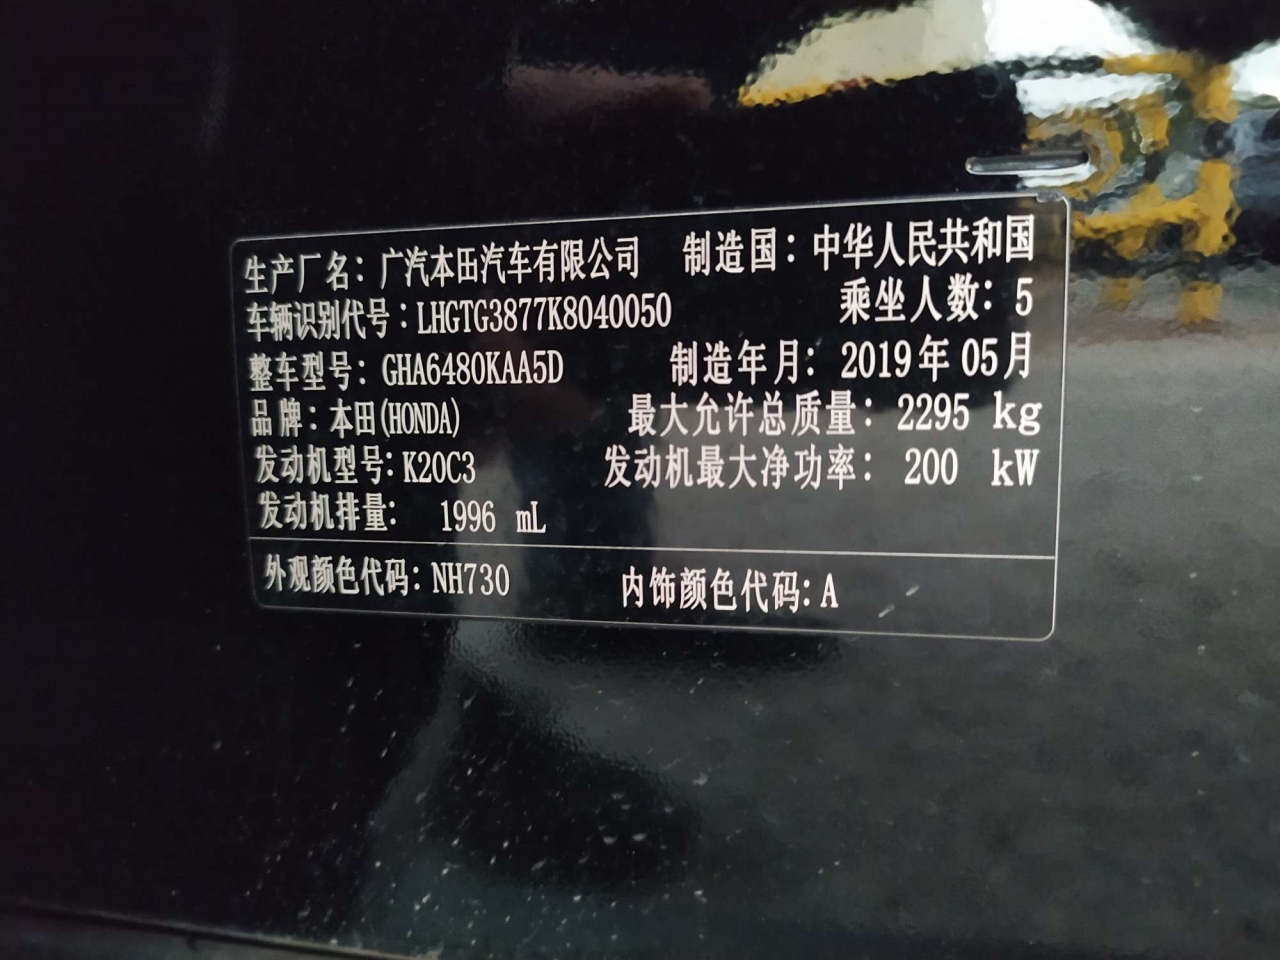 生产厂名：广汽本田汽车有限公司 制造国：中华人民共和国
车辆识别代号：LHGTG3877K8040050 乘坐人数：5
整车型号：GHA6480KAA5D 制造年月：2019年05月
品牌：本田(HONDA) 最大允许总质量：2295 kg
发动机型号：K20C3 发动机最大净功率：200 kW
发动机排量：1996 mL
外观颜色代码：NH730 内饰颜色代码：A